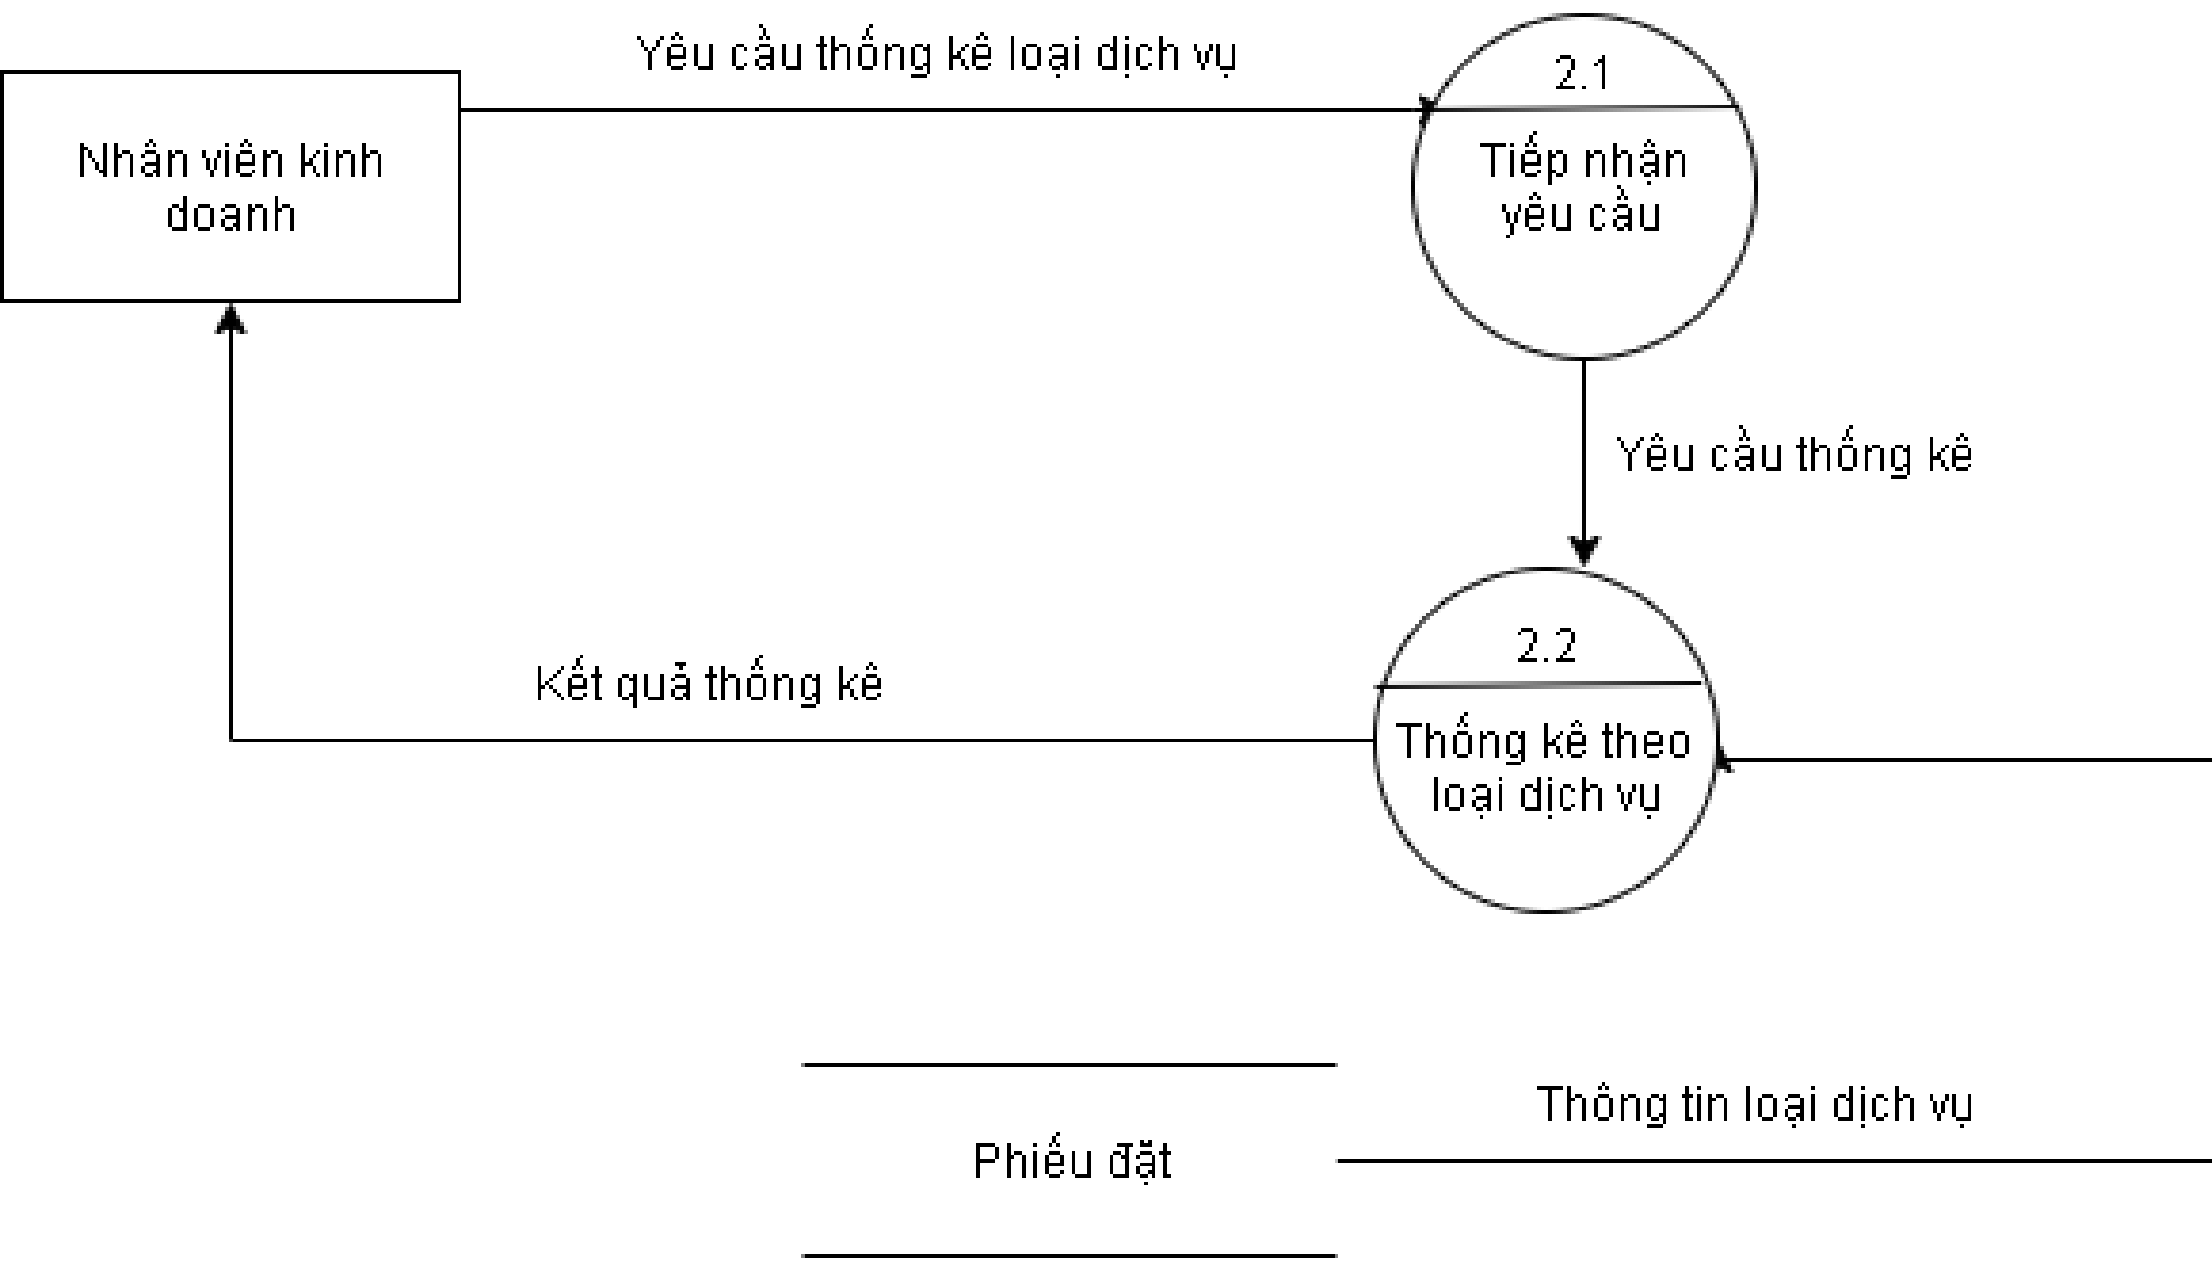 Yêu cầu thống kê loại dịch vụ
2.1
Nhân viên kinh
doanh
Tiếp nhận
yêu cầu
Yêu cầu thống kê
2.2
Kết quả thống kê
Thống kê theo
loại dịch vụ
Thông tin loại dịch vụ
Phiếu đặt